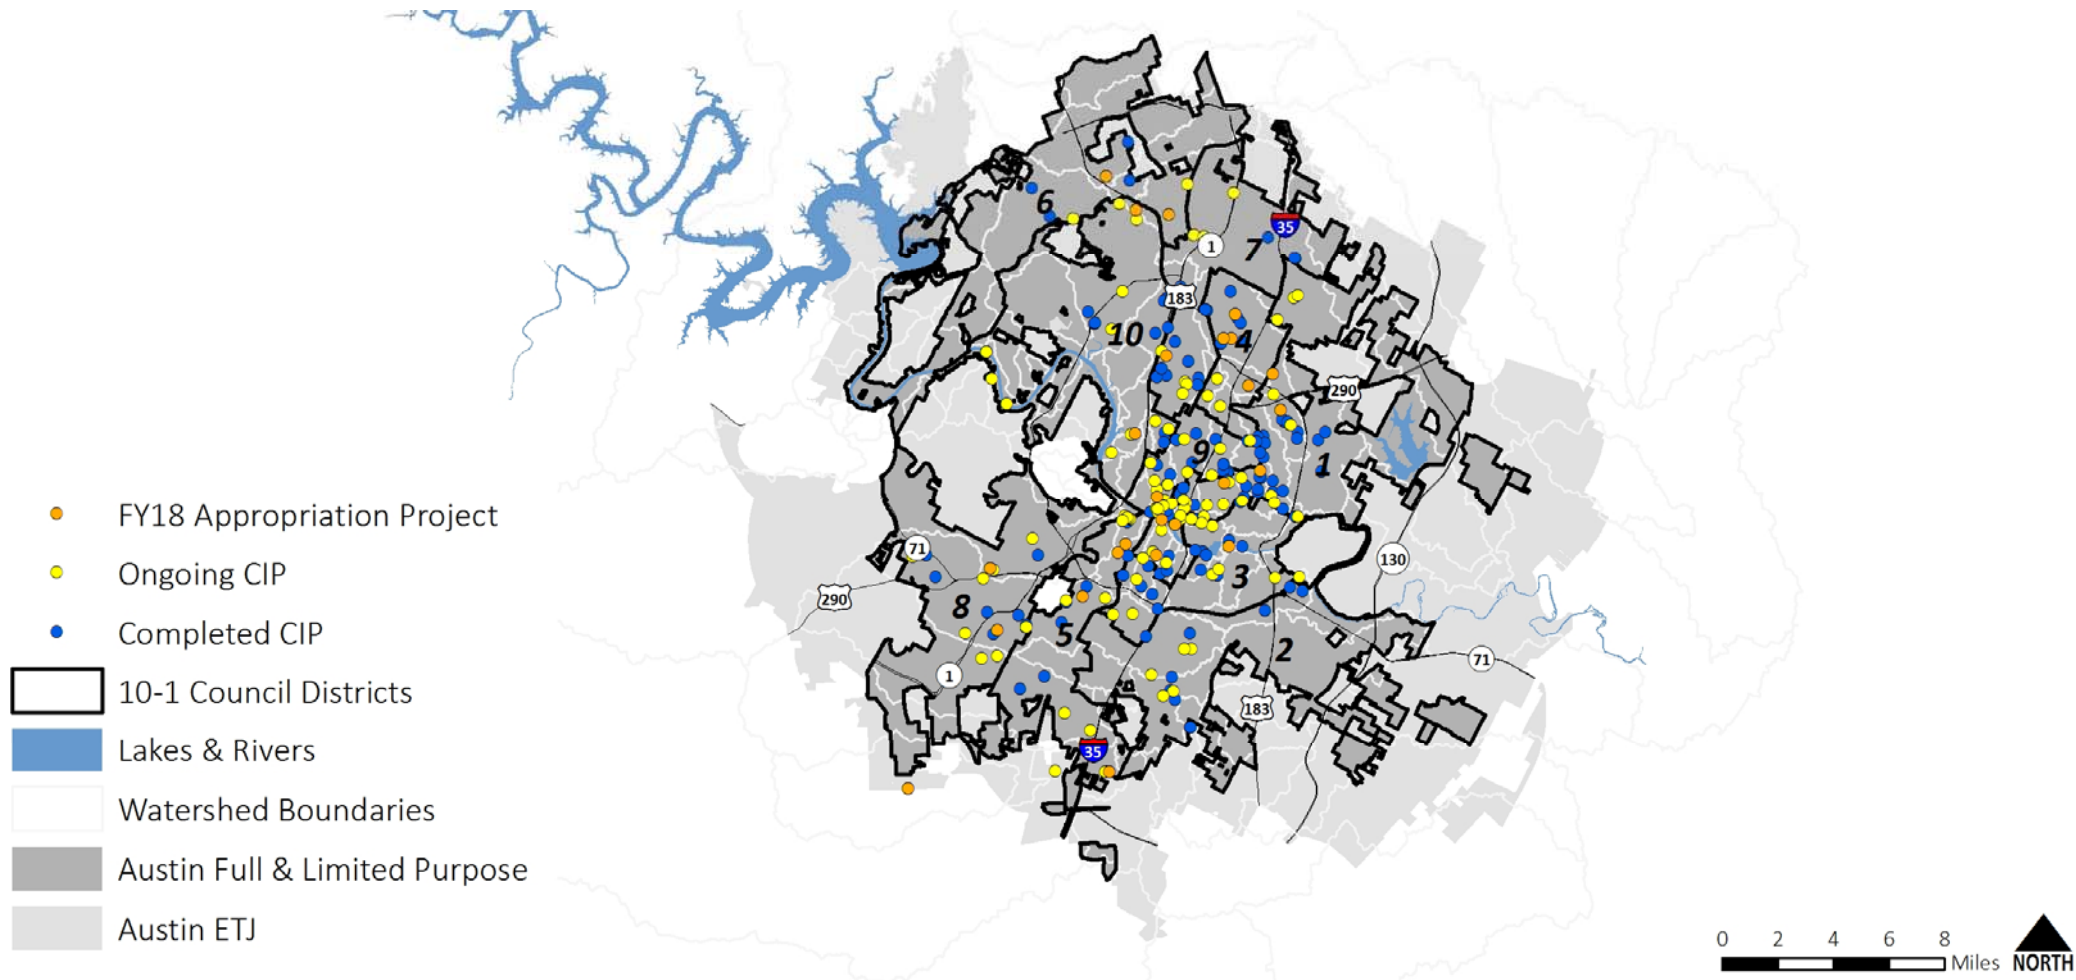 6
35
1
7
183
10
4
290
9
1
FY18 Appropriation Project
71
130
Ongoing CIP
3
290
8
Completed CIP
5
2
71
1
10-1 Council Districts
183
35
Lakes & Rivers
Watershed Boundaries
Austin Full & Limited Purpose
Austin ETJ
0 2 4 6 8
Miles
NORTH